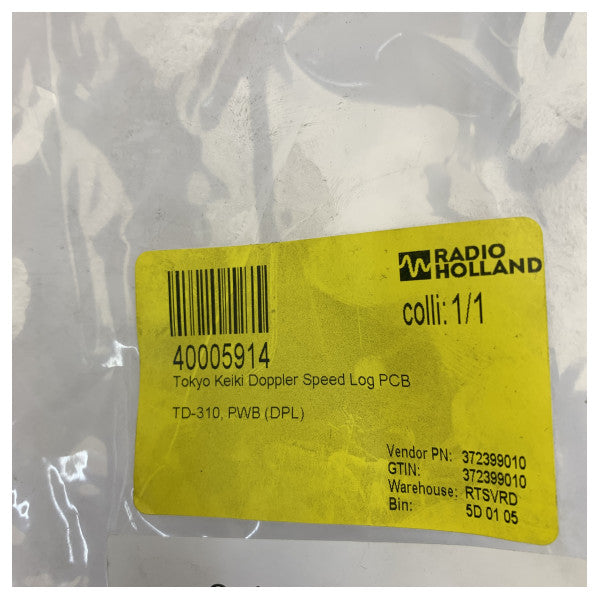 RADIO
HOLLAND
colli: 1/1
40005914
Tokyo Keiki Doppler Speed Log PCB
TD-310, PWB (DPL)
Vendor PN: 372399010
GTIN: 372399010
Warehouse: RTSVRD
Bin: 5D 01 05